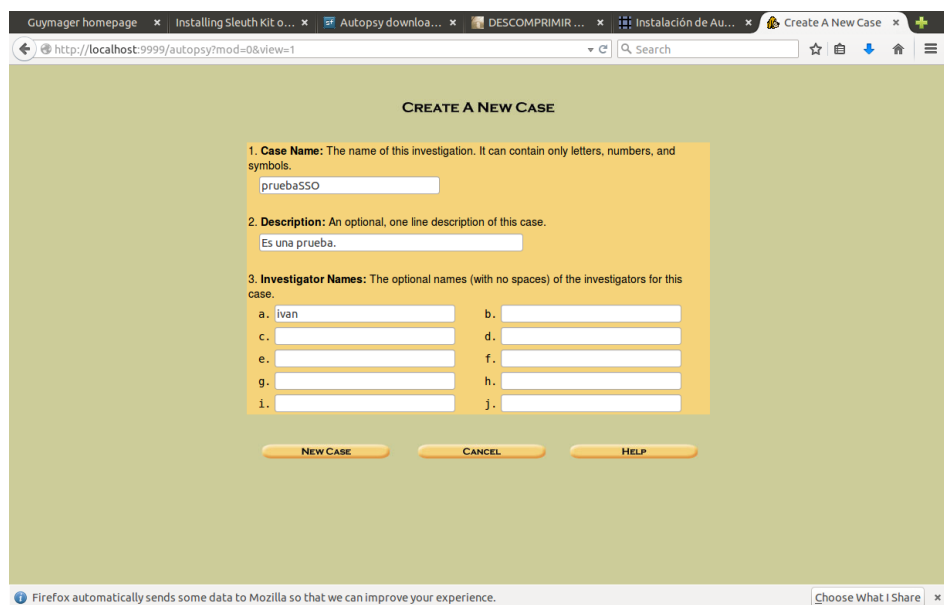 Guymager homepage × Installing Sleuth Kit o... × Autopsy downloa... × DESCOMPRIMIR ... × Instalación de Au... × Create A New Case ×
http://localhost:9999/autopsy?mod=0&view=1 Search
CREATE A NEW CASE
1. Case Name: The name of this investigation. It can contain only letters, numbers, and
symbols.
pruebaSSO
2. Description: An optional, one line description of this case.
Es una prueba.
3. Investigator Names: The optional names (with no spaces) of the investigators for this
case.
a. ivan b.
c. d.
e. f.
g. h.
i. j.
NEW CASE CANCEL HELP
Firefox automatically sends some data to Mozilla so that we can improve your experience. Choose What I Share ×